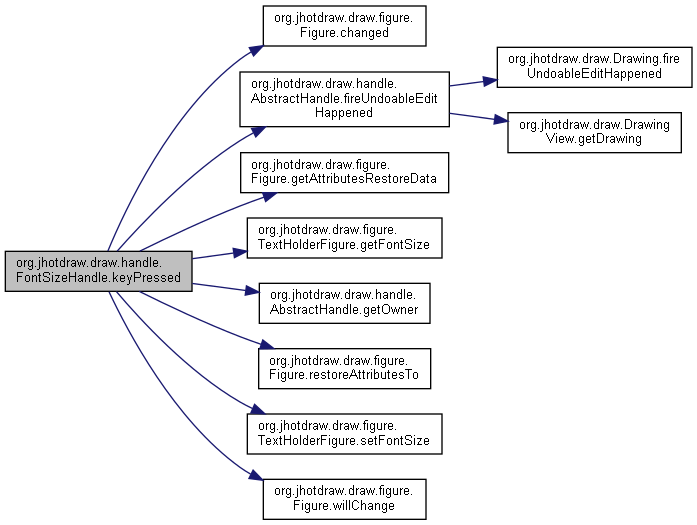 org.jhotdraw.draw.figure.
Figure.changed
org.jhotdraw.draw.handle.
AbstractHandle.fireUndoableEdit
Happened
org.jhotdraw.draw.Drawing.fire
UndoableEditHappened
org.jhotdraw.draw.Drawing
View.getDrawing
org.jhotdraw.draw.figure.
Figure.getAttributesRestoreData
org.jhotdraw.draw.figure.
TextHolderFigure.getFontSize
org.jhotdraw.draw.handle.
FontSizeHandle.keyPressed
org.jhotdraw.draw.handle.
AbstractHandle.getOwner
org.jhotdraw.draw.figure.
Figure.restoreAttributesTo
org.jhotdraw.draw.figure.
TextHolderFigure.setFontSize
org.jhotdraw.draw.figure.
Figure.willChange